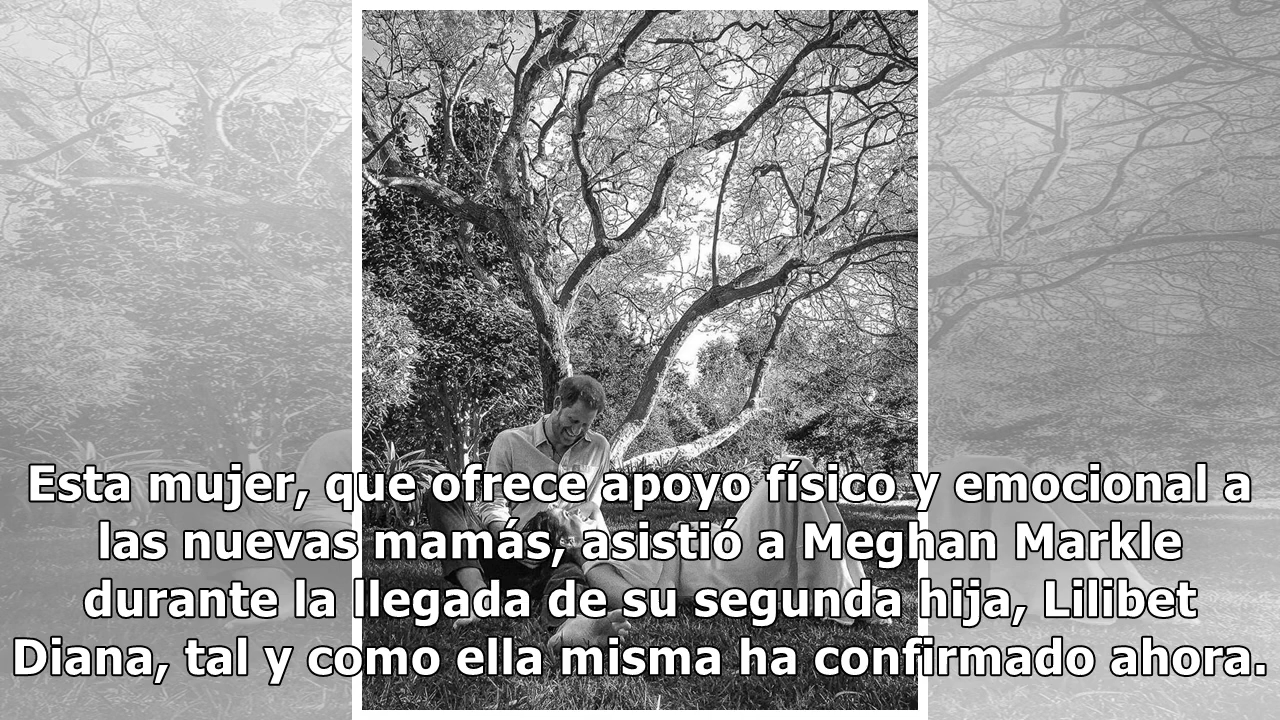 Esta mujer, que ofrece apoyo físico y emocional a
las nuevas mamás, asistió a Meghan Markle
durante la llegada de su segunda hija, Lilibet
Diana, tal y como ella misma ha confirmado ahora.